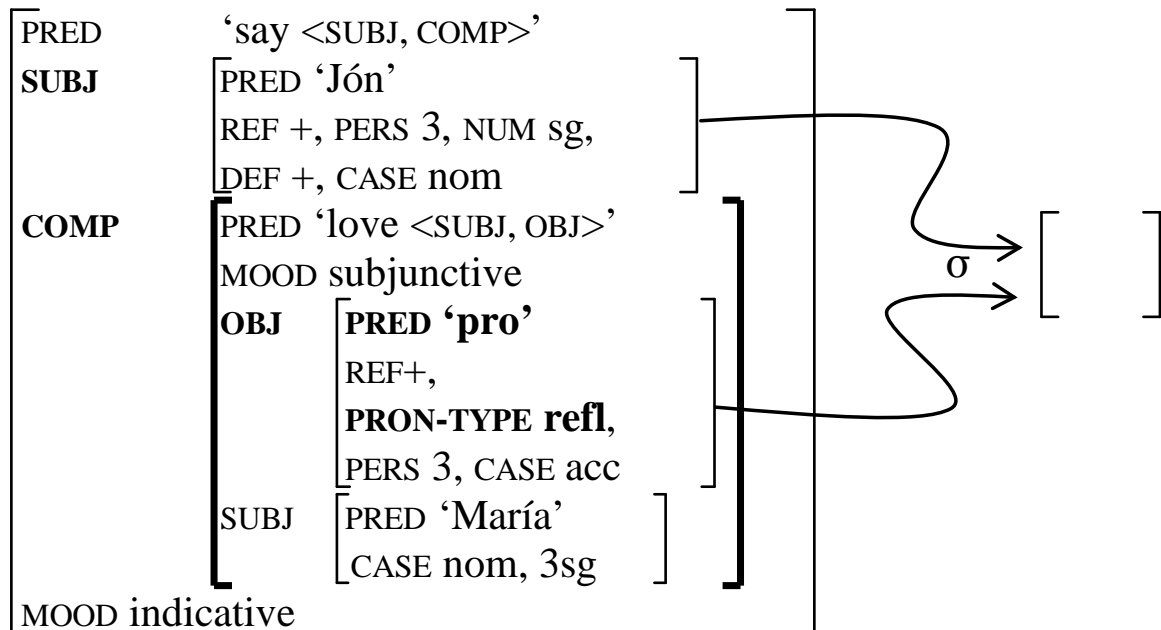 PRED ‘say <SUBJ, COMP>’
SUBJ PRED ‘Jón’
REF +, PERS 3, NUM sg,
DEF +, CASE nom
COMP PRED ‘love <SUBJ, OBJ>’
MOOD subjunctive
σ
OBJ PRED ‘pro’
REF+,
PRON-TYPE refl,
PERS 3, CASE acc
SUBJ PRED ‘María’
CASE nom, 3sg
MOOD indicative